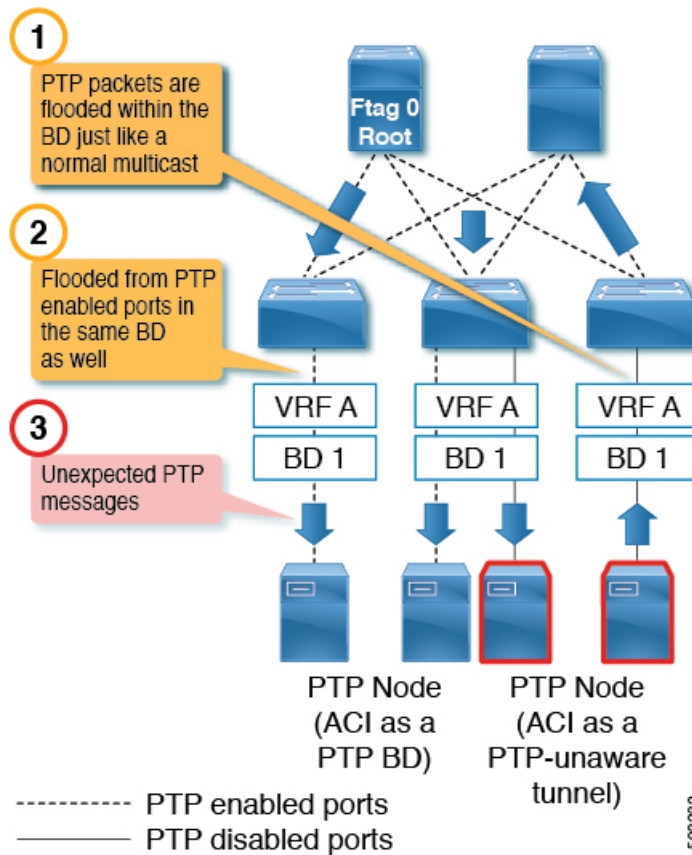 1
PTP packets are
flooded within the
BD just like a
normal multicast
Ftag 0
Root
2
Flooded from PTP
enabled ports in
the same BD
as well
3
Unexpected PTP
messages
VRF A
BD 1
VRF A
BD 1
VRF A
BD 1
PTP Node
(ACI as a
PTP BD)
PTP Node
(ACI as a
PTP-unaware
tunnel)
PTP enabled ports
PTP disabled ports